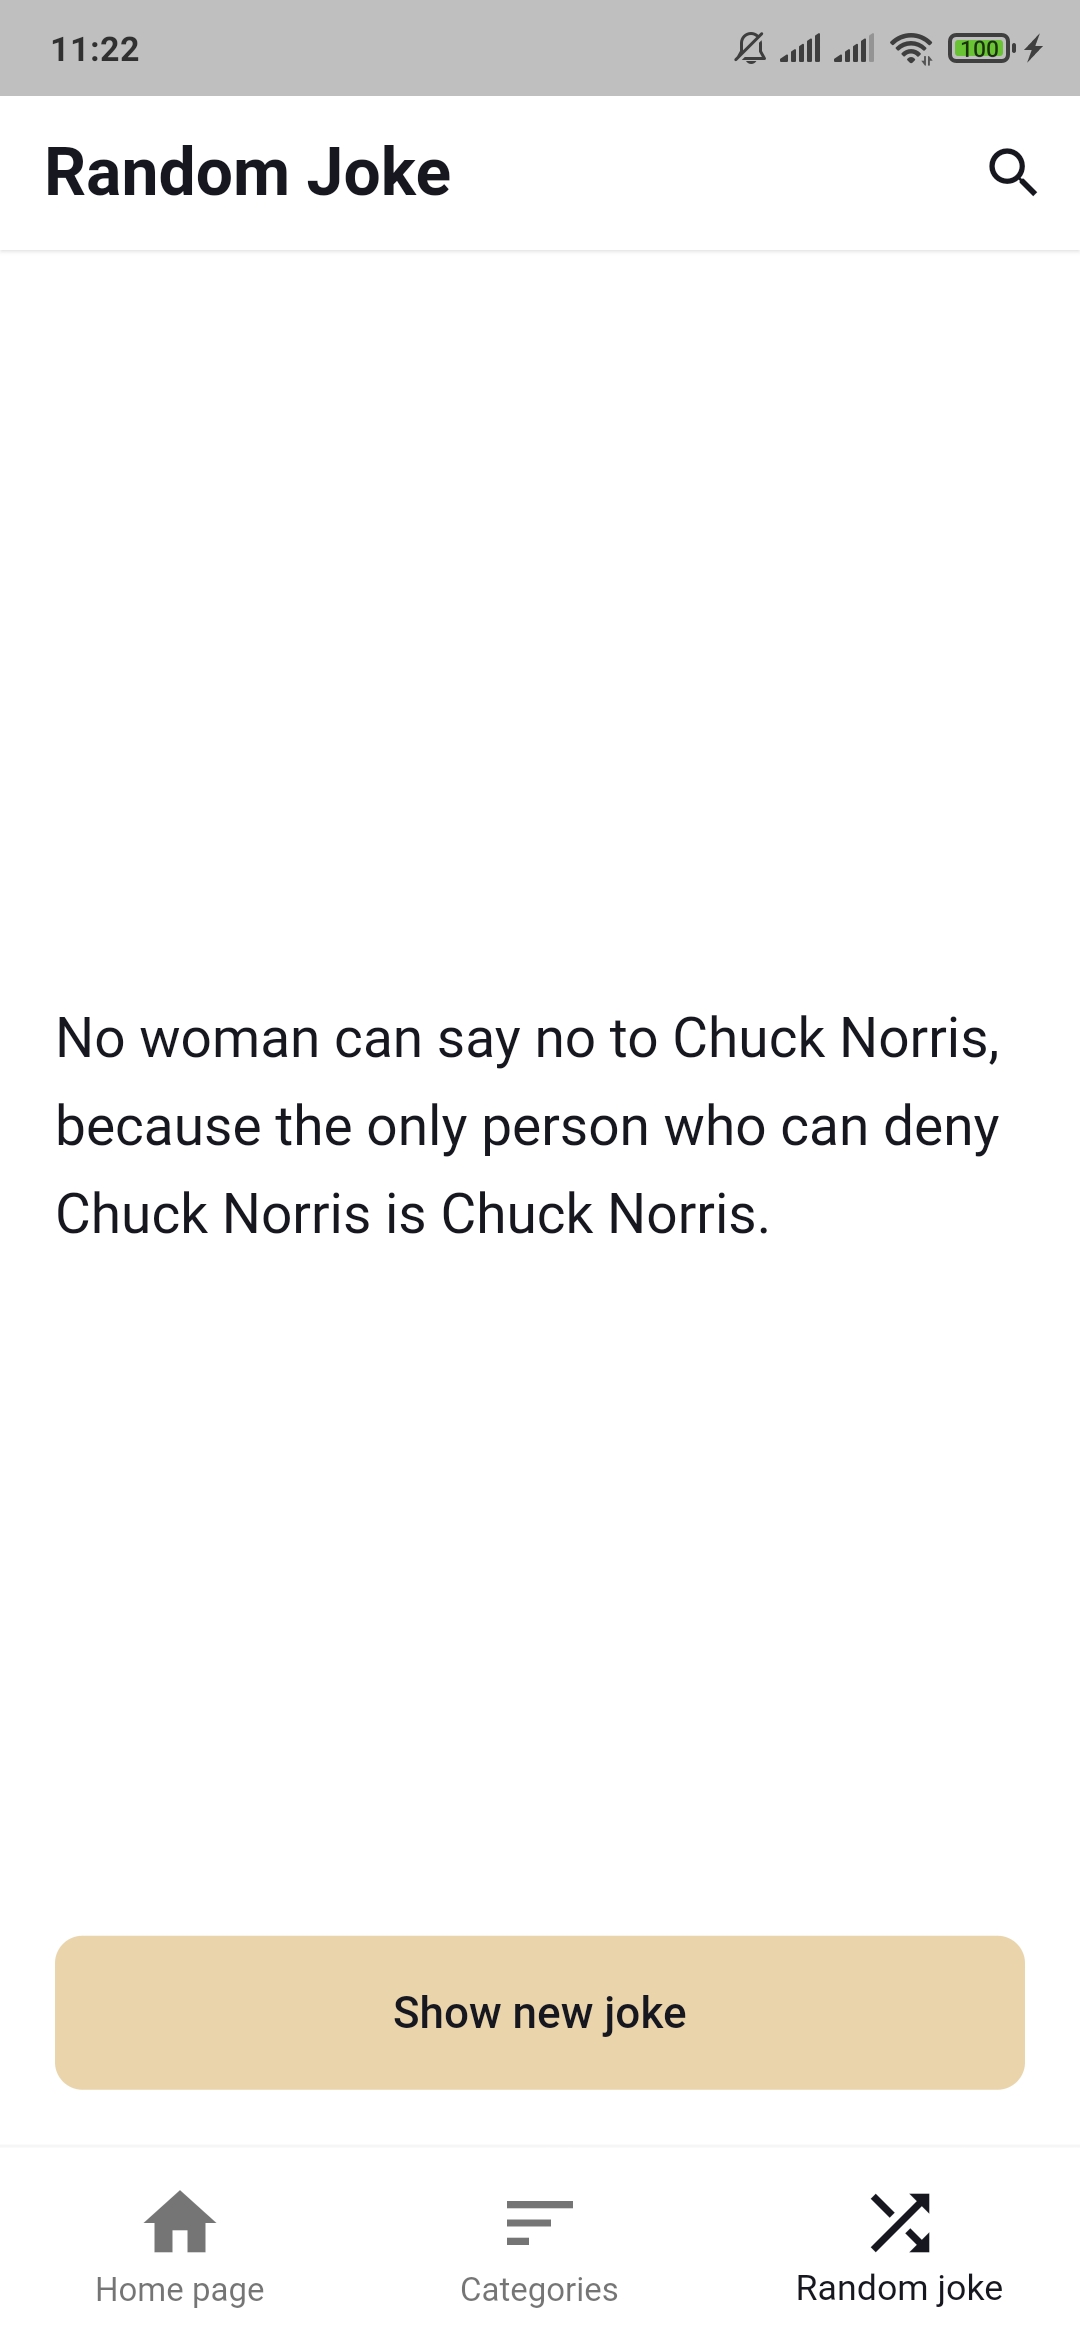 11:22
100
Random Joke
No woman can say no to Chuck Norris,
because the only person who can deny
Chuck Norris is Chuck Norris.
Show new joke
Home page
Categories
Random joke